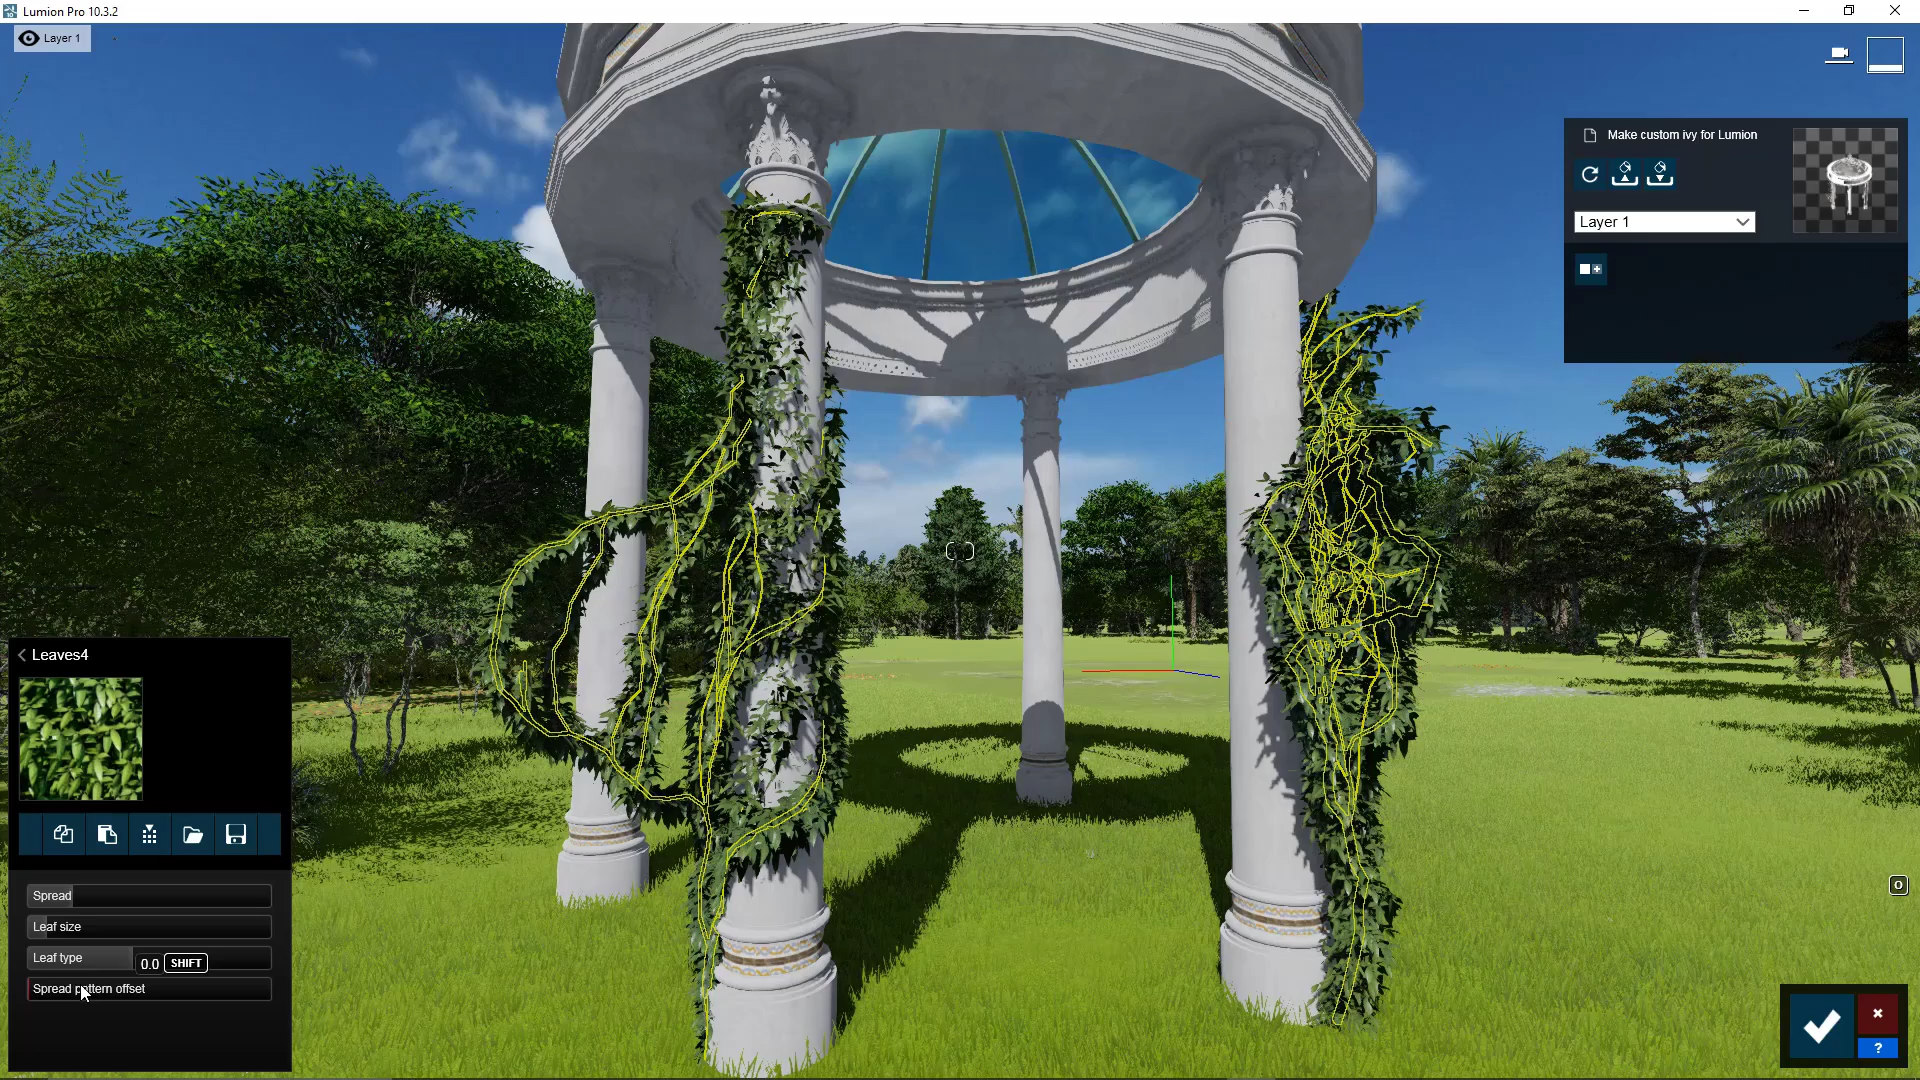 Lumion Pro 10.3.2
Layer 1
Make custom ivy for Lumion
Layer 1
Leaves4
Spread
Leaf size
Leaf type
0.0 SHIFT
Spread pattern offset
O
?